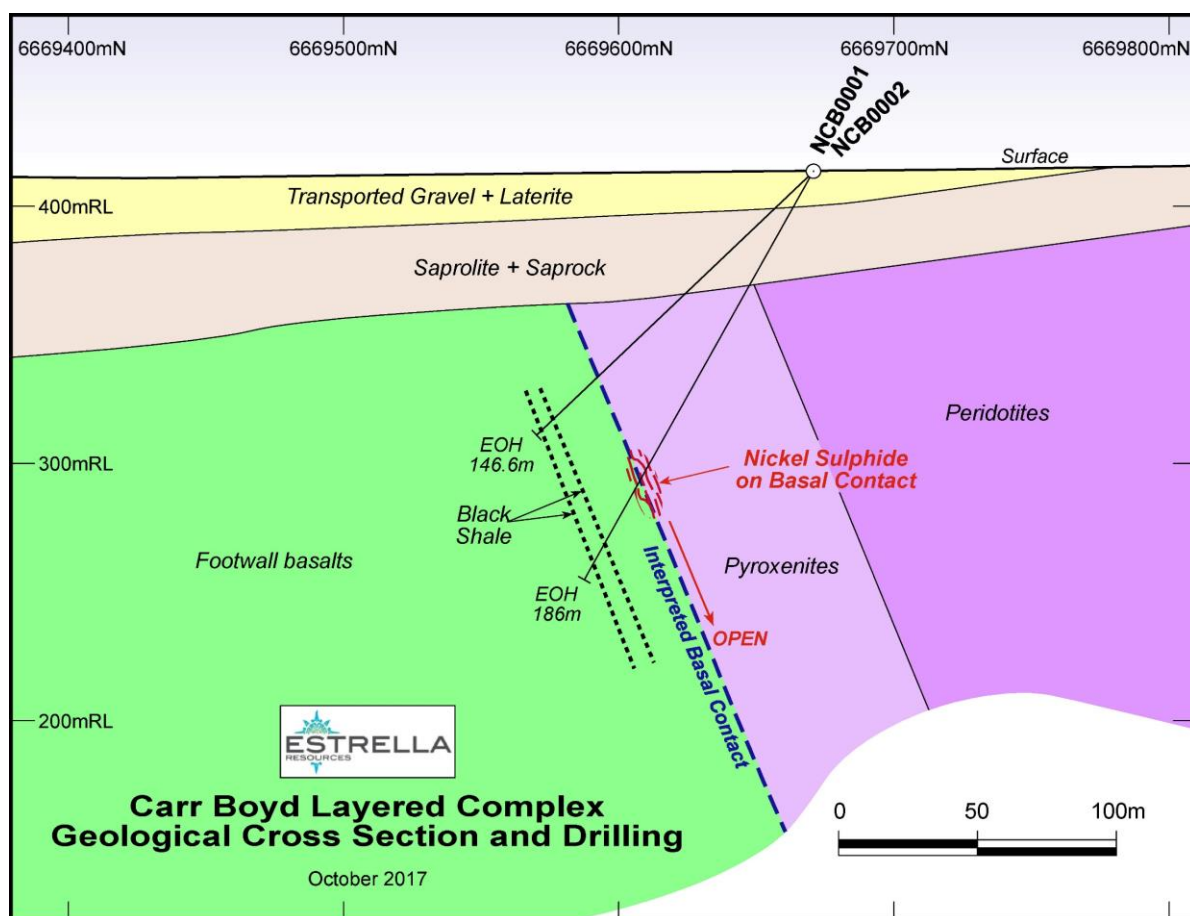 6669400mN
6669500mN
6669600mN
6669700mN
6669800mN
NCB0001
NCB0002
Surface
400mRL
Transported Gravel + Laterite
Saprolite + Saprock
Peridotites
300mRL
EOH
146.6m
Nickel Sulphide
on Basal Contact
Black
Shale
Footwall basalts
Pyroxenites
EOH
186m
Interpreted Basal Contact
OPEN
200mRL
ESTRELLA
RESOURCES
Carr Boyd Layered Complex
Geological Cross Section and Drilling
October 2017
0
50
100m